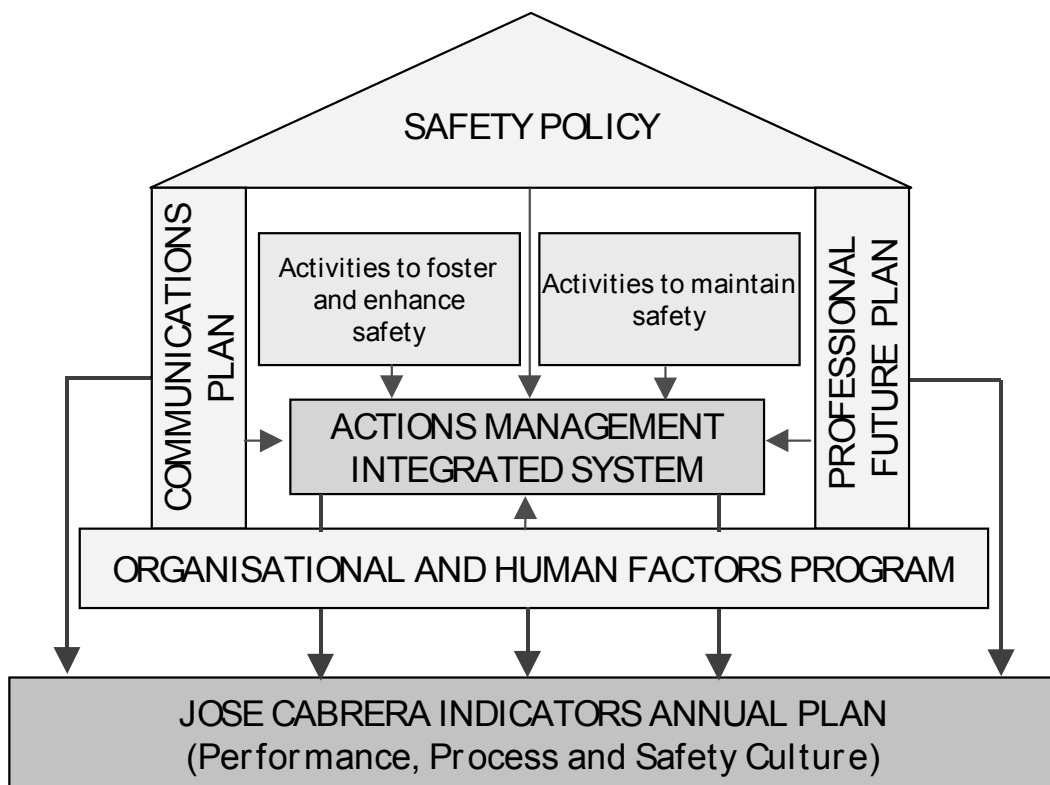 SAFETY POLICY
COMMUNICATIONS
PLAN
Activities to foster
and enhance
safety
Activities to maintain
safety
PROFESSIONAL
FUTURE PLAN
ACTIONS MANAGEMENT
INTEGRATED SYSTEM
ORGANISATIONAL AND HUMAN FACTORS PROGRAM
JOSE CABRERA INDICATORS ANNUAL PLAN
(Performance, Process and Safety Culture)